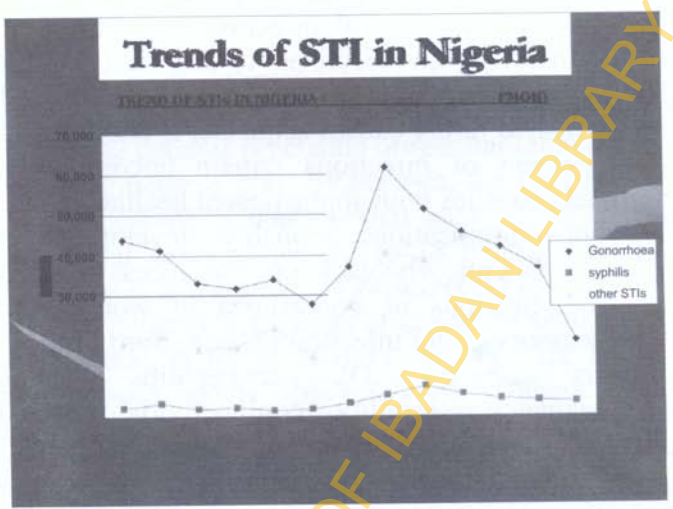 Trends of STI in Nigeria
TREND OF STIs IN NIGERIA
70,000
60,000
50,000
40,000
30,000
Gonorrhoea
syphilis
other STIs
OF IBADAN LIBRARY